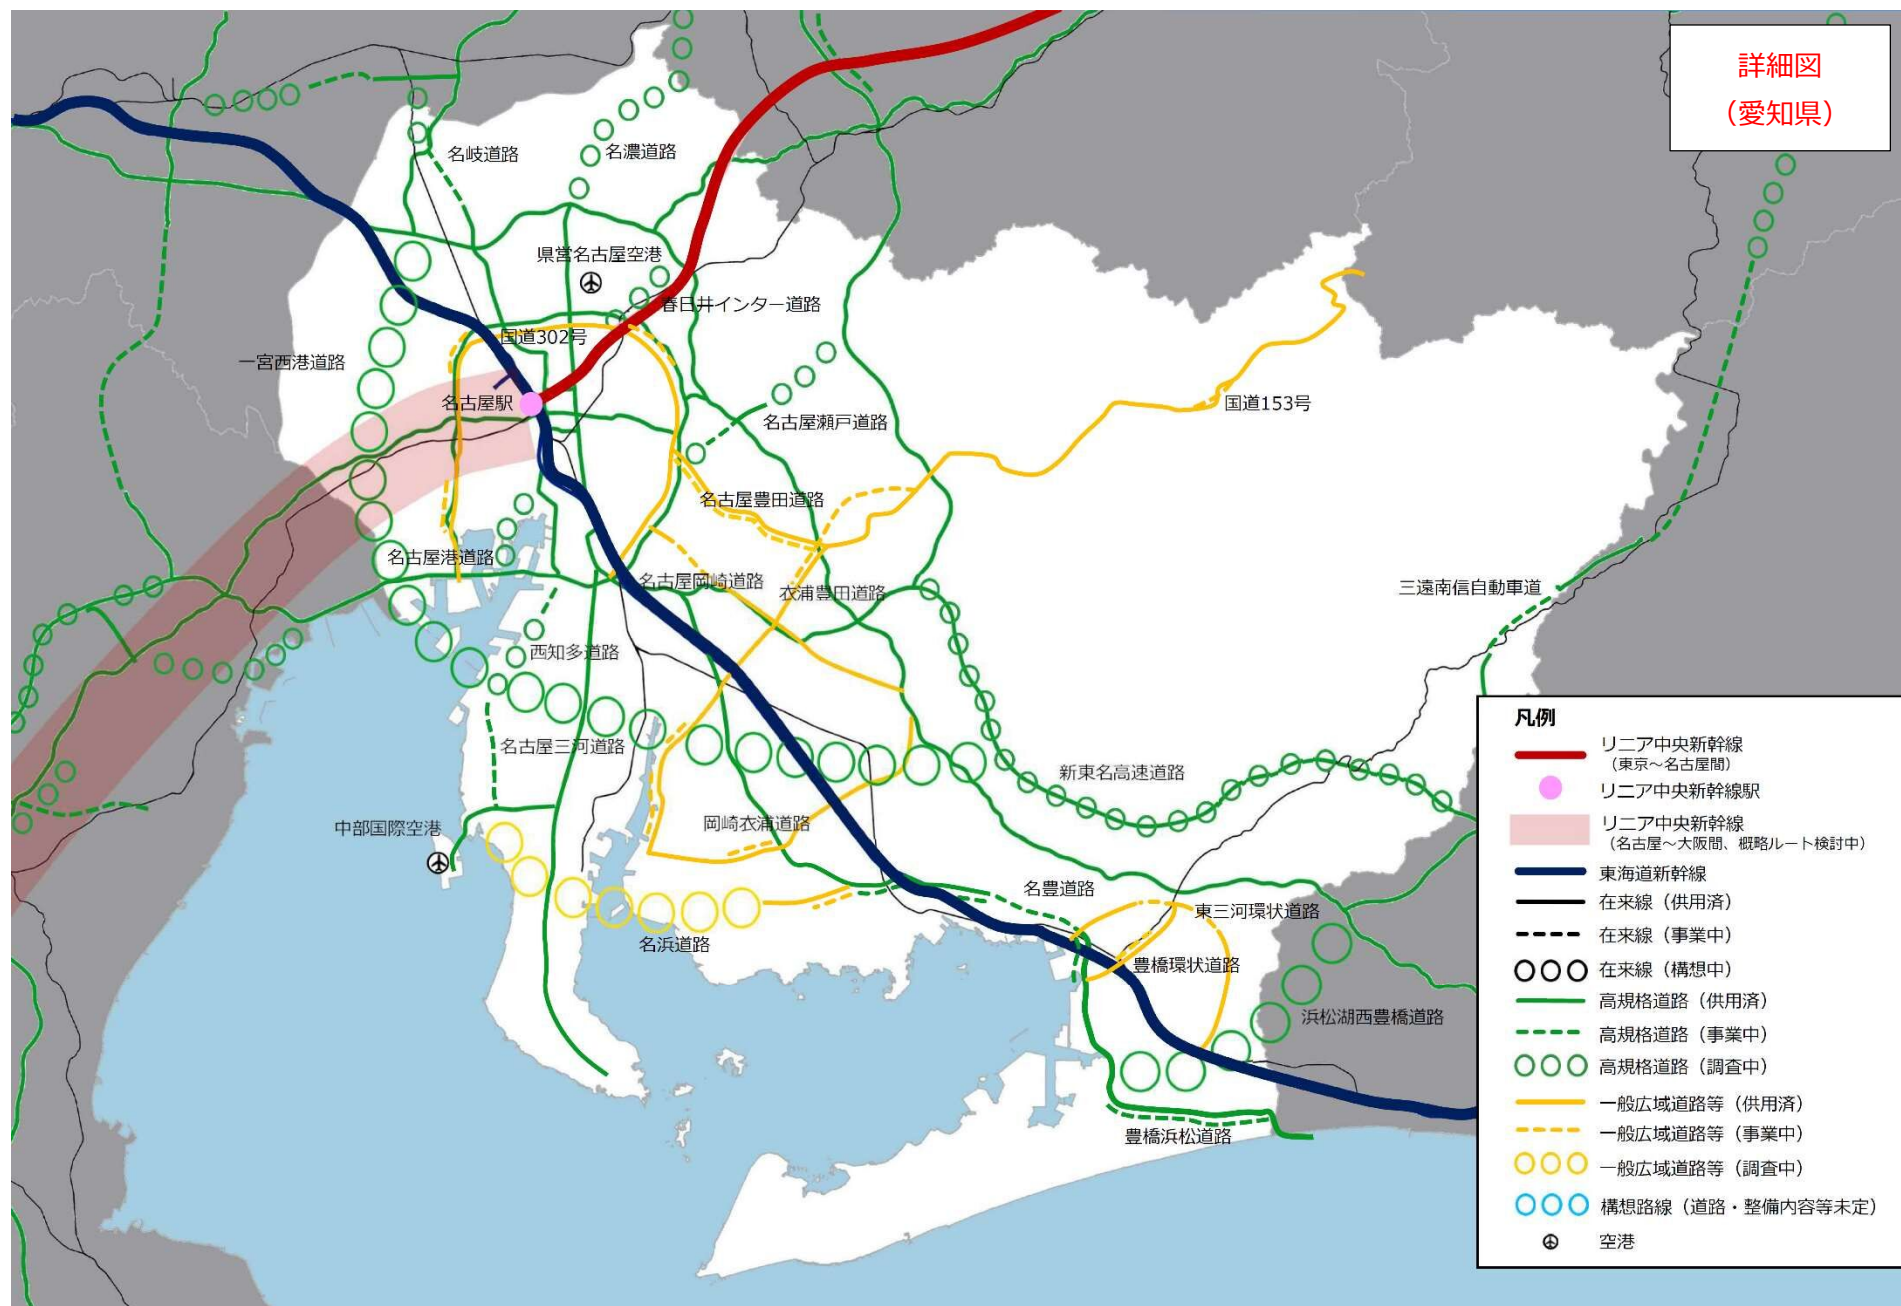 詳細図
（愛知県）
名岐道路
名濃道路
県営名古屋空港
春日井インター道路
国道302号
一宮西港道路
名古屋駅
国道153号
名古屋瀬戸道路
名古屋豊田道路
名古屋港道路
名古屋岡崎道路
衣浦豊田道路
三遠南信自動車道
西知多道路
名古屋三河道路
新東名高速道路
中部国際空港
岡崎衣浦道路
名豊道路
東三河環状道路
名浜道路
豊橋環状道路
浜松湖西豊橋道路
豊橋浜松道路
凡例
リニア中央新幹線
（東京～名古屋間）
リニア中央新幹線駅
リニア中央新幹線
（名古屋～大阪間、概略ルート検討中）
東海道新幹線
在来線（供用済）
在来線（事業中）
在来線（構想中）
高規格道路（供用済）
高規格道路（事業中）
高規格道路（調査中）
一般広域道路等（供用済）
一般広域道路等（事業中）
一般広域道路等（調査中）
構想路線（道路・整備内容等未定）
空港